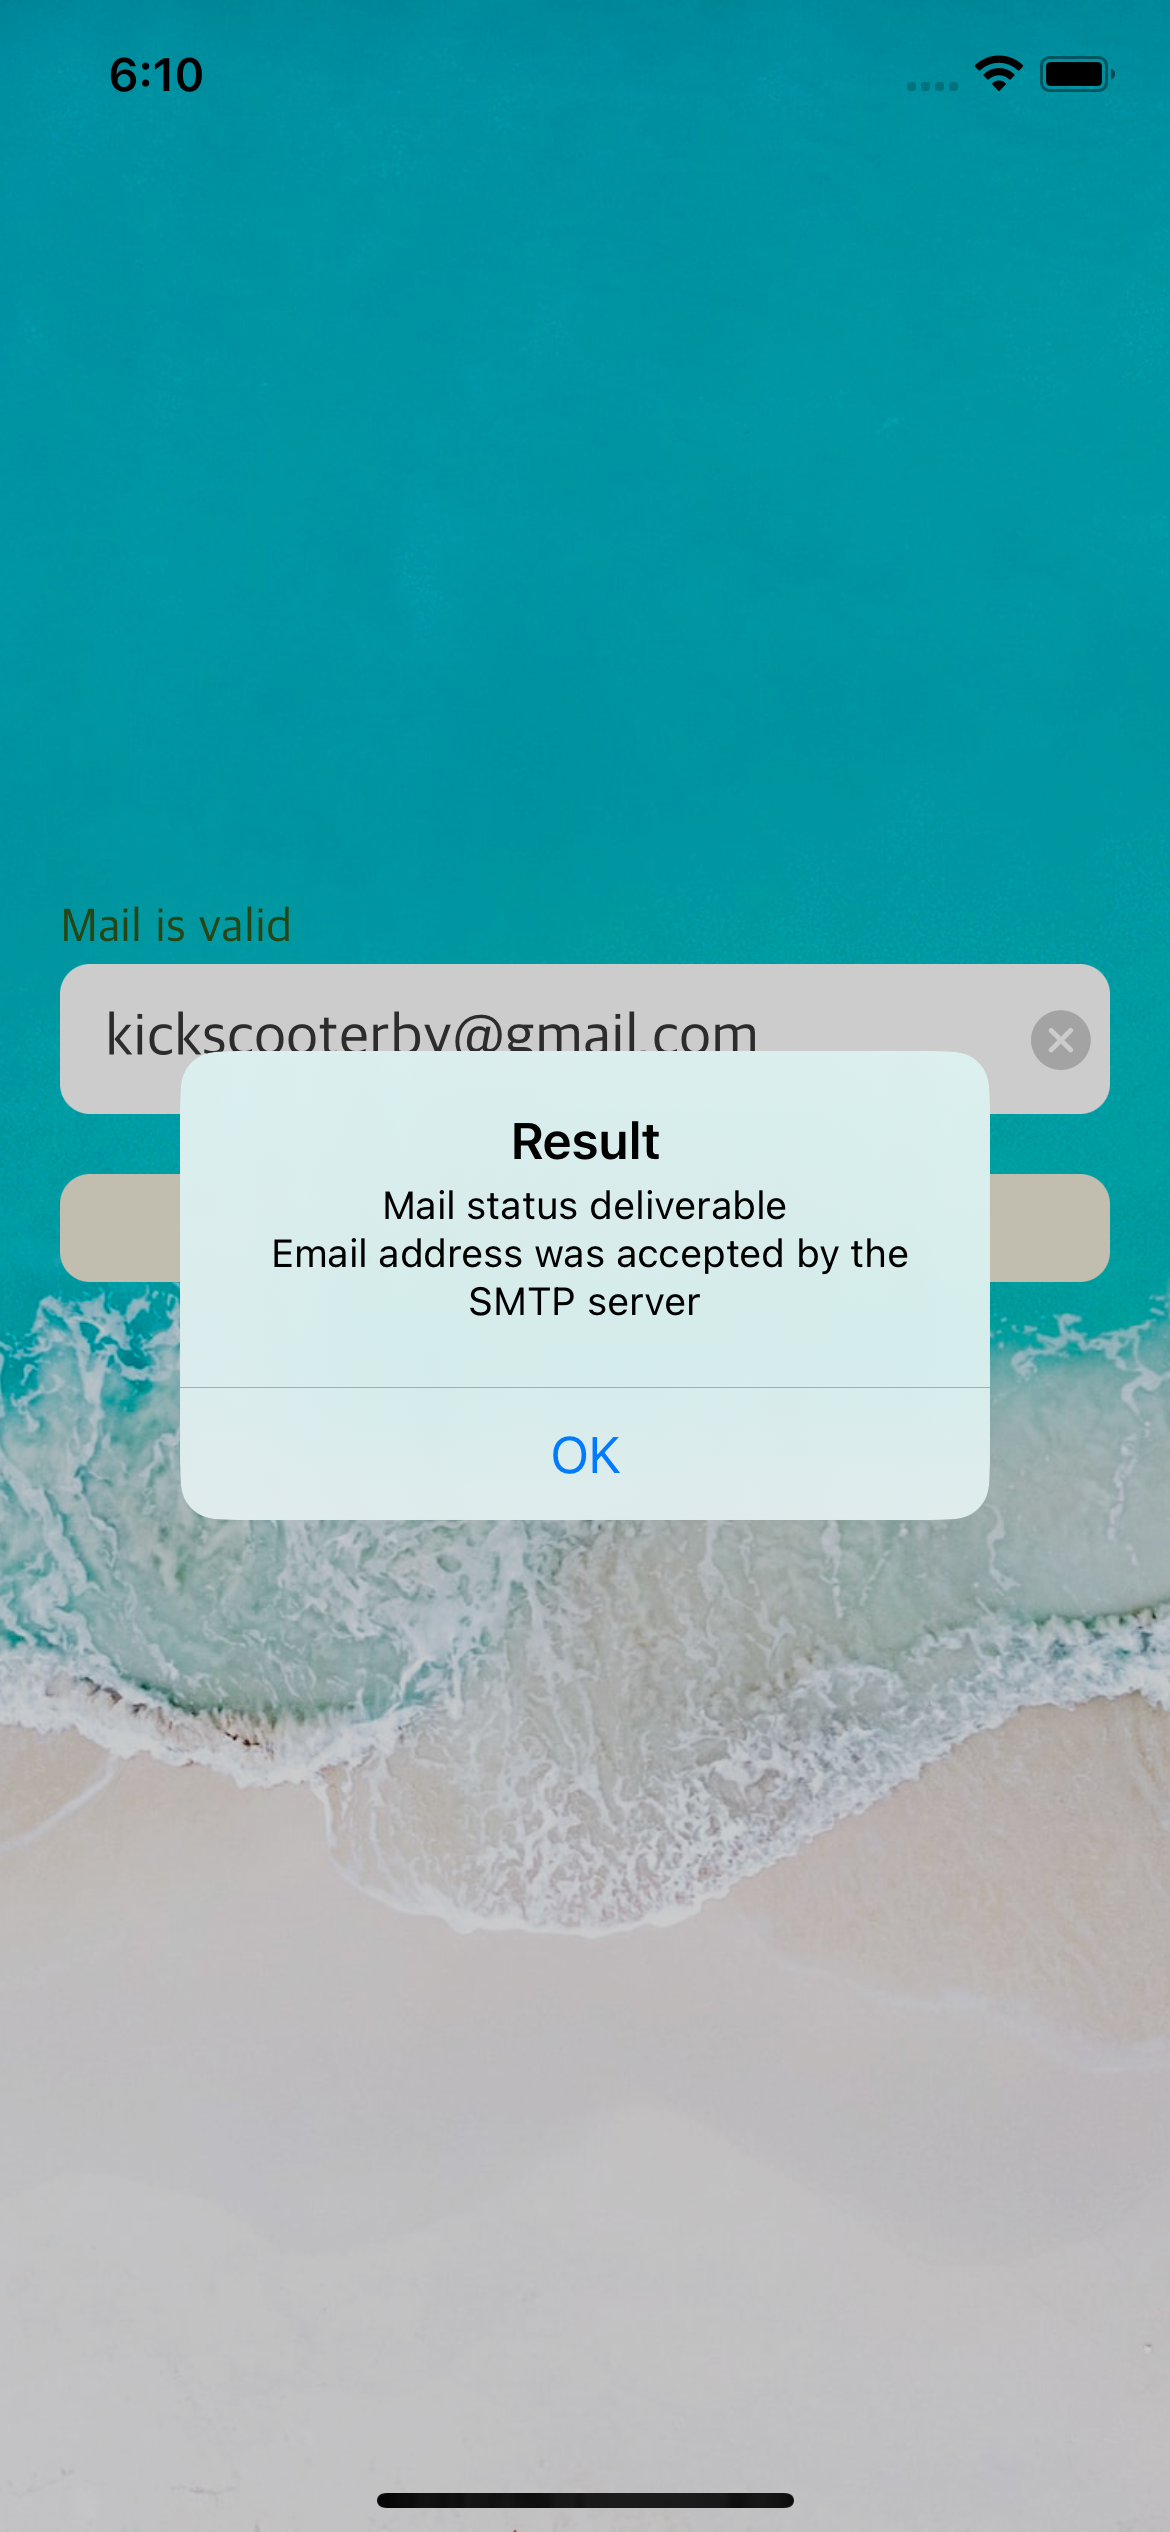 6:10
Mail is valid
kickscooterby@gmail.com
Result
Mail status deliverable
Email address was accepted by the
SMTP server
OK